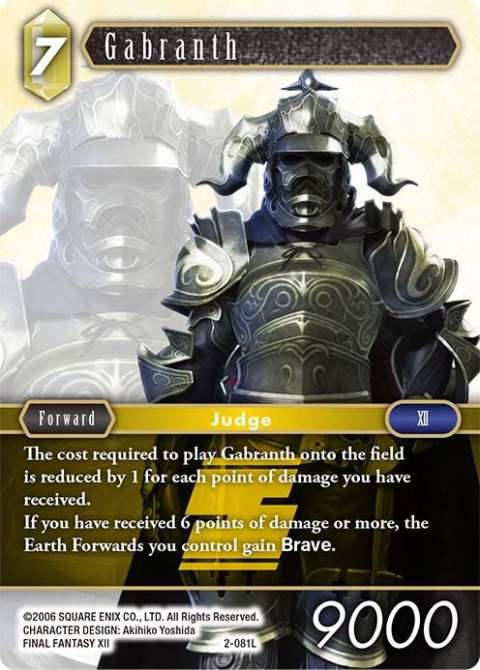 7
Gabranth
Forward
Judge
XII
The cost required to play Gabranth onto the field
is reduced by 1 for each point of damage you have
received.
If you have received 6 points of damage or more, the
Earth Forwards you control gain Brave.
©2006 SQUARE ENIX CO., LTD. All Rights Reserved.
CHARACTER DESIGN: Akihiko Yoshida
FINAL FANTASY XII
2-081L
9000